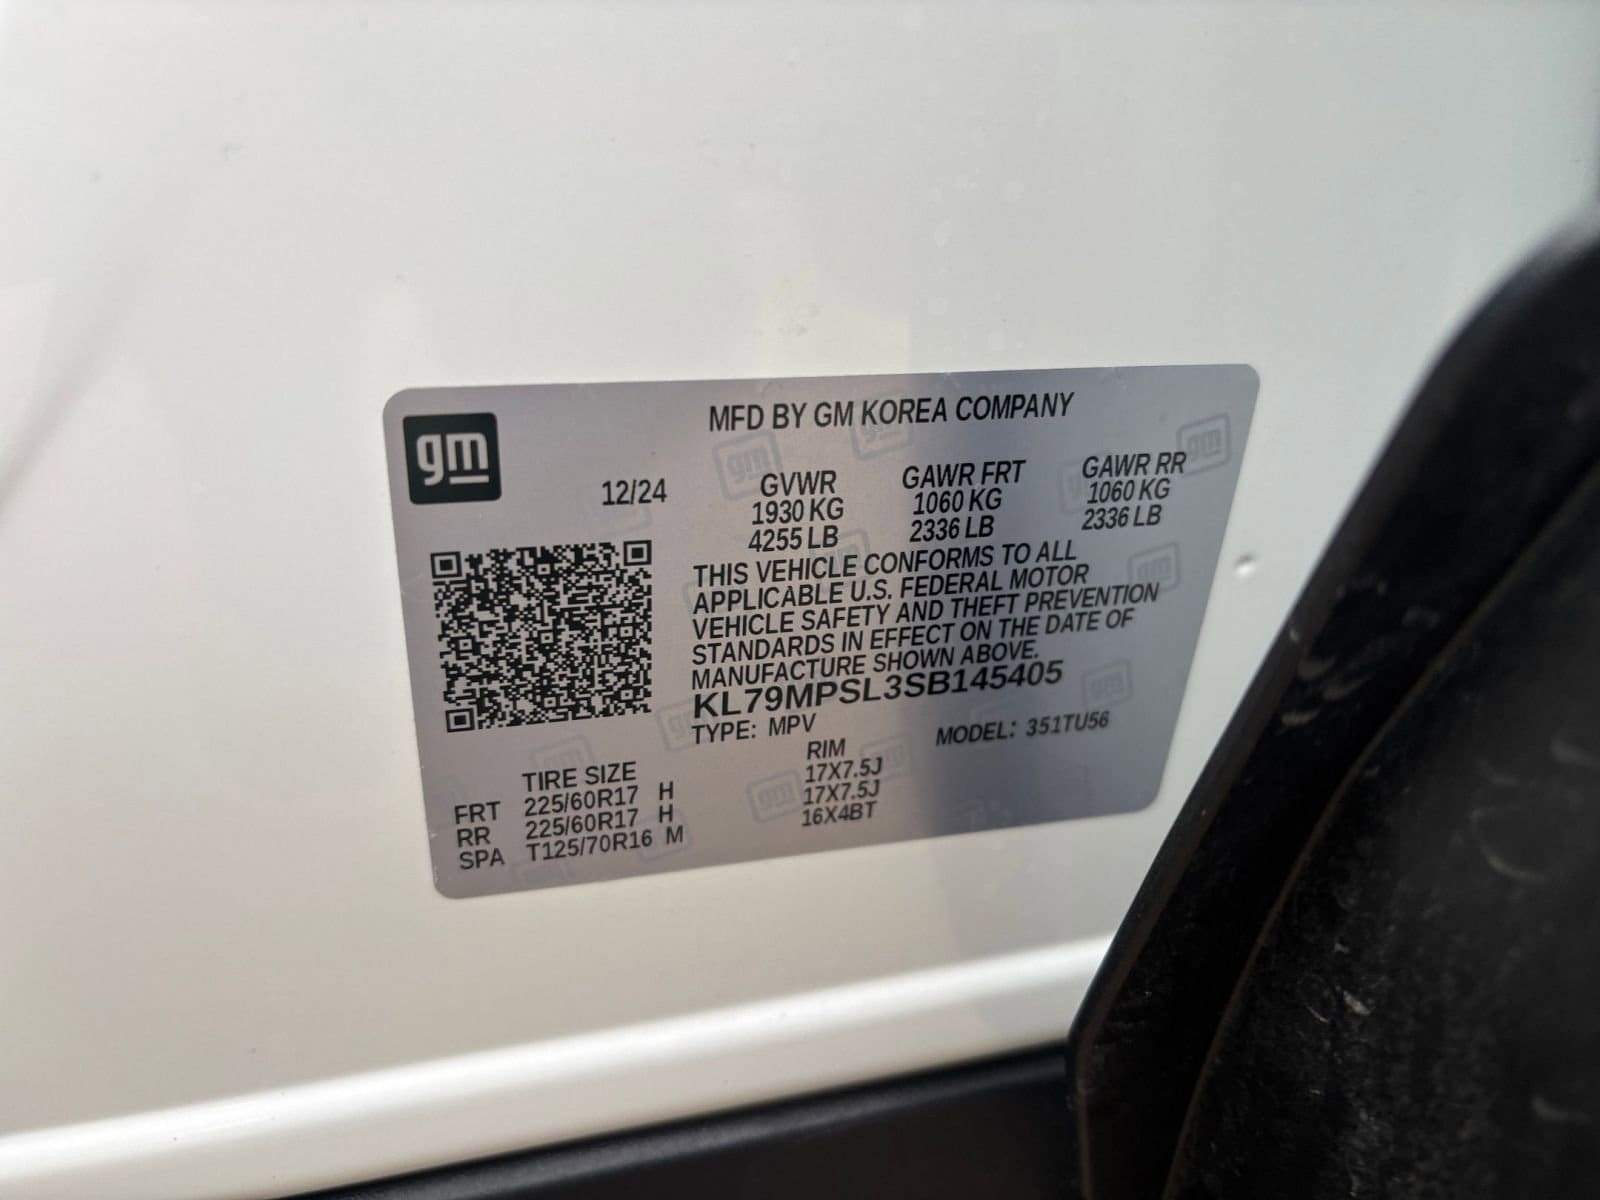 gm
MFD BY GM KOREA COMPANY
12/24
GVWR GAWR FRT GAWR RR
1930 KG 1060 KG 1060 KG
4255 LB 2336 LB 2336 LB
THIS VEHICLE CONFORMS TO ALL
APPLICABLE U.S. FEDERAL MOTOR
VEHICLE SAFETY AND THEFT PREVENTION
STANDARDS IN EFFECT ON THE DATE OF
MANUFACTURE SHOWN ABOVE.
KL79MPSL3SB145405
TYPE: MPV MODEL: 351TU56
TIRE SIZE RIM
FRT 225/60R17 H 17X7.5J
RR 225/60R17 H 17X7.5J
SPA T125/70R16 M 16X4BT